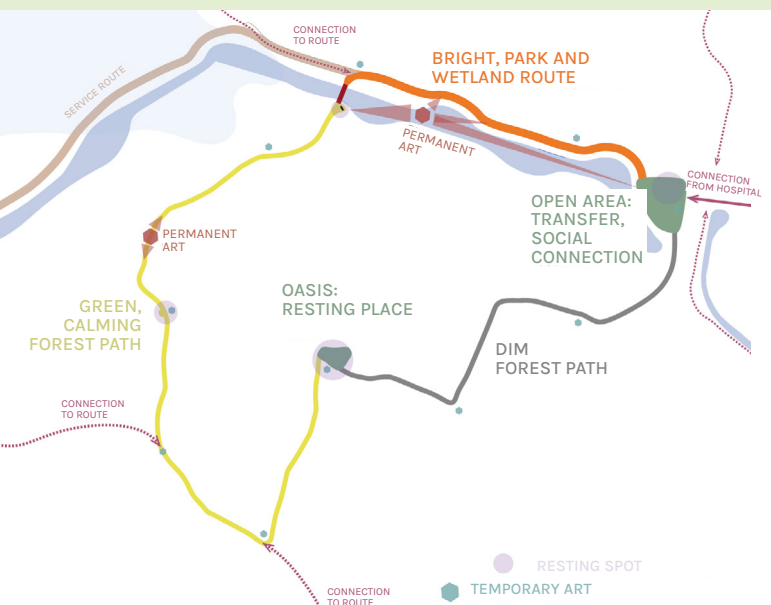 CONNECTION
TO ROUTE
BRIGHT, PARK AND
WETLAND ROUTE
SERVICE ROUTE
PERMANENT
ART
CONNECTION
FROM HOSPITAL
OPEN AREA:
TRANSFER,
SOCIAL
CONNECTION
PERMANENT
ART
OASIS:
RESTING PLACE
GREEN,
CALMING
FOREST PATH
DIM
FOREST PATH
CONNECTION
TO ROUTE
RESTING SPOT
TEMPORARY ART
CONNECTION
TO ROUTE